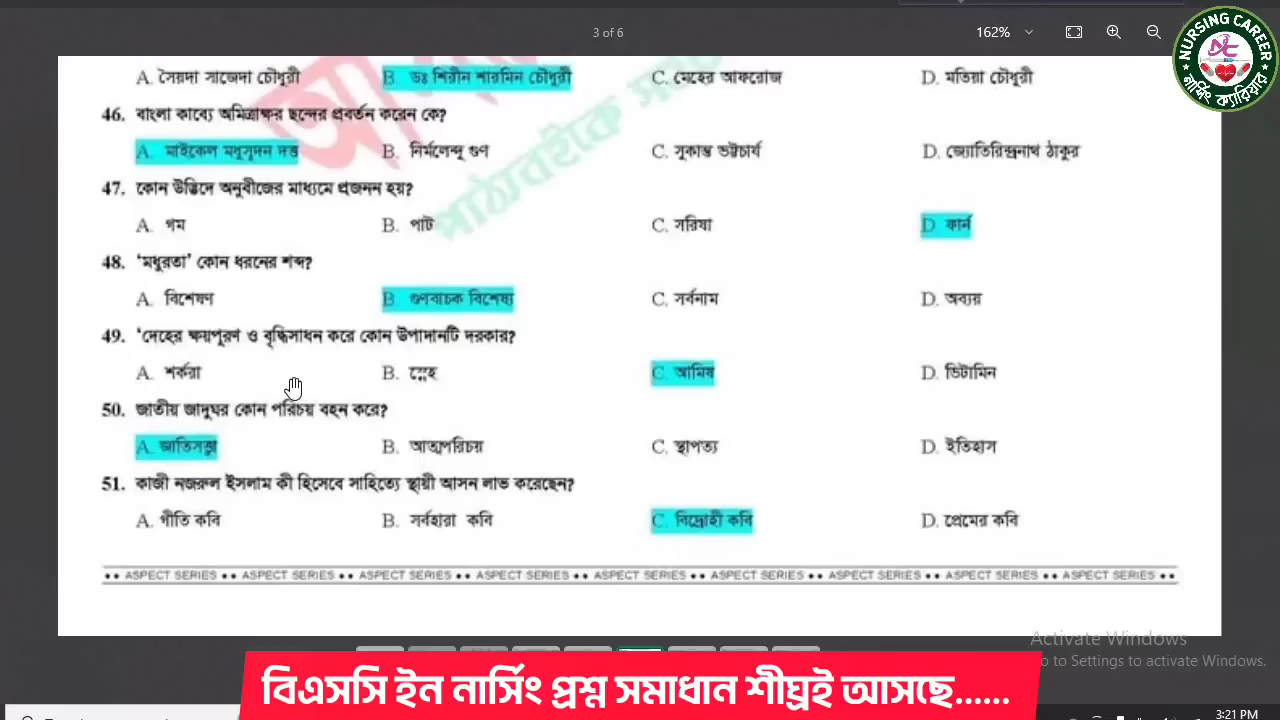 3 of 6
162%
NURSING CAREER
নার্সিং ক্যারিয়ার
A. সৈয়দা সাজেদা চৌধুরী B. ডঃ শিরীন শারমিন চৌধুরী C. মেহের আফরোজ D. মতিয়া চৌধুরী
46. বাংলা কাব্যে অমিত্রাক্ষর ছন্দের প্রবর্তন করেন কে?
A. মাইকেল মধুসূদন দত্ত B. নির্মলেন্দু গুণ C. সুকান্ত ভট্টচার্য D. জ্যোতিরিন্দ্রনাথ ঠাকুর
47. কোন উদ্ভিদে অনুবীজের মাধ্যমে প্রজনন হয়?
A. গম B. পাট C. সরিষা D ফার্ন
48. ‘মধুরতা’ কোন ধরনের শব্দ?
A. বিশেষণ B. গুণবাচক বিশেষ্য C. সর্বনাম D. অব্যয়
49. ‘দেহের ক্ষয়পূরণ ও বৃদ্ধিসাধন করে কোন উপাদানটি দরকার?
A. শর্করা B. স্নেহ C. আমিষ D. ভিটামিন
50. জাতীয় জাদুঘর কোন পরিচয় বহন করে?
A. জাতিসত্ত্বা B. আত্মপরিচয় C. স্থাপত্য D. ইতিহাস
51. কাজী নজরুল ইসলাম কী হিসেবে সাহিত্যে স্থায়ী আসন লাভ করেছেন?
A. গীতি কবি B. সর্বহারা কবি C. বিদ্রোহী কবি D. প্রেমের কবি
•• ASPECT SERIES •• ASPECT SERIES •• ASPECT SERIES •• ASPECT SERIES •• ASPECT SERIES •• ASPECT SERIES •• ASPECT SERIES •• ASPECT SERIES •• ASPECT SERIES ••
Activate Windows
o to Settings to activate Windows.
বিএসসি ইন নার্সিং প্রশ্ন সমাধান শীঘ্রই আসছে......
3:21 PM